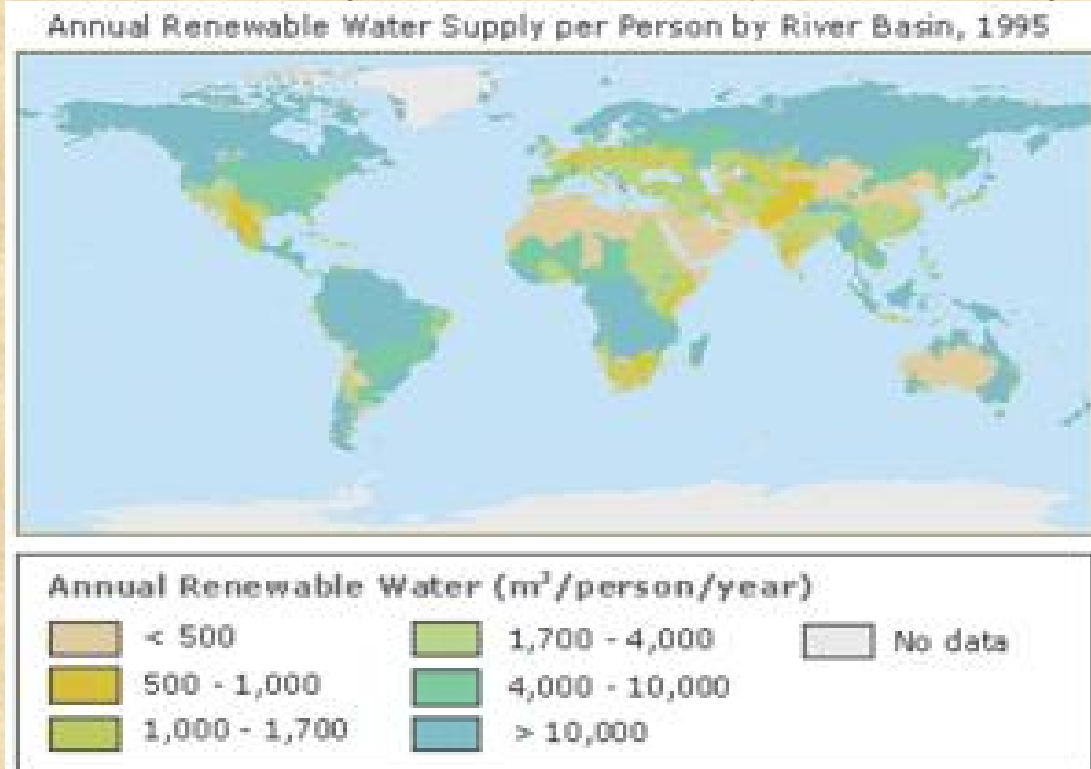 Annual Renewable Water Supply per Person by River Basin, 1995
Annual Renewable Water (m³/person/year)
< 500
500 - 1,000
1,000 - 1,700
1,700 - 4,000
4,000 - 10,000
> 10,000
No data